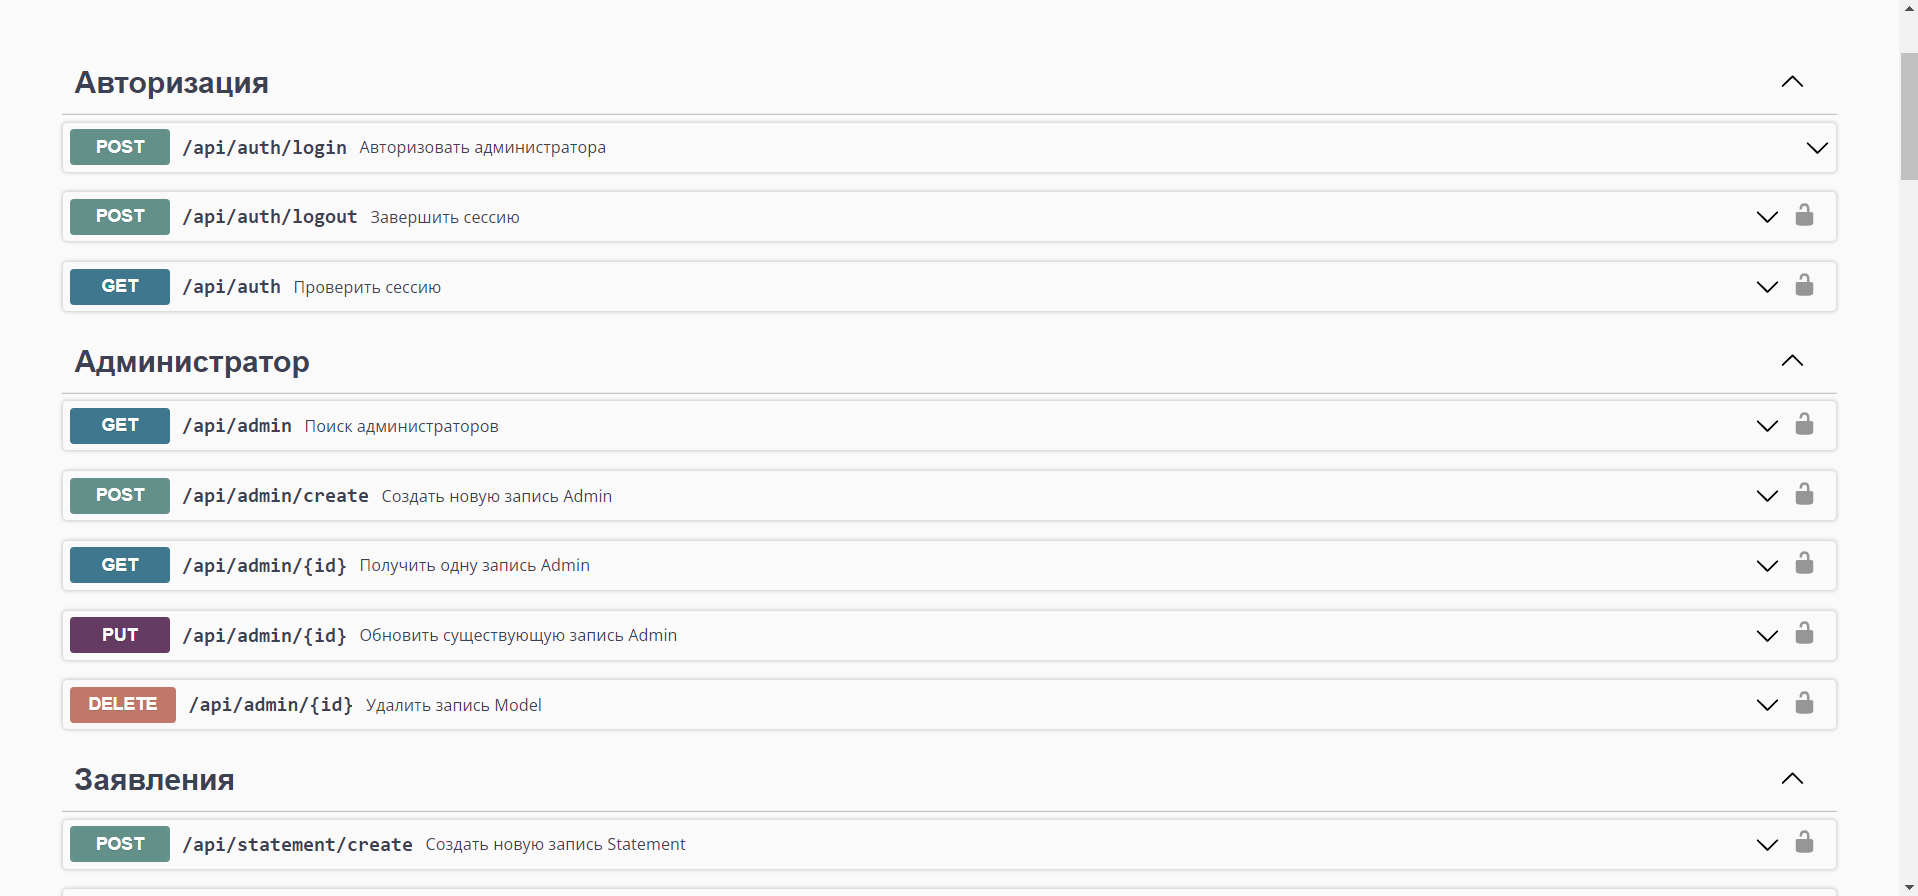 Авторизация
POST /api/auth/login Авторизовать администратора
POST /api/auth/logout Завершить сессию
GET /api/auth Проверить сессию
Администратор
GET /api/admin Поиск администраторов
POST /api/admin/create Создать новую запись Admin
GET /api/admin/{id} Получить одну запись Admin
PUT /api/admin/{id} Обновить существующую запись Admin
DELETE /api/admin/{id} Удалить запись Model
Заявления
POST /api/statement/create Создать новую запись Statement